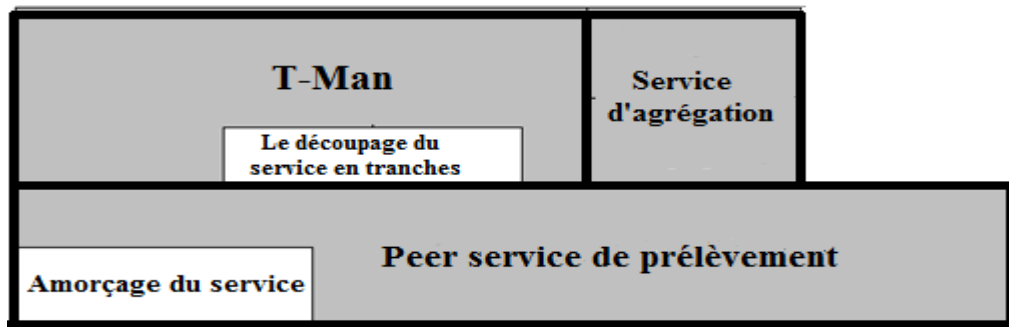 T-Man
Service
d'agrégation
Le découpage du
service en tranches
Peer service de prélèvement
Amorçage du service